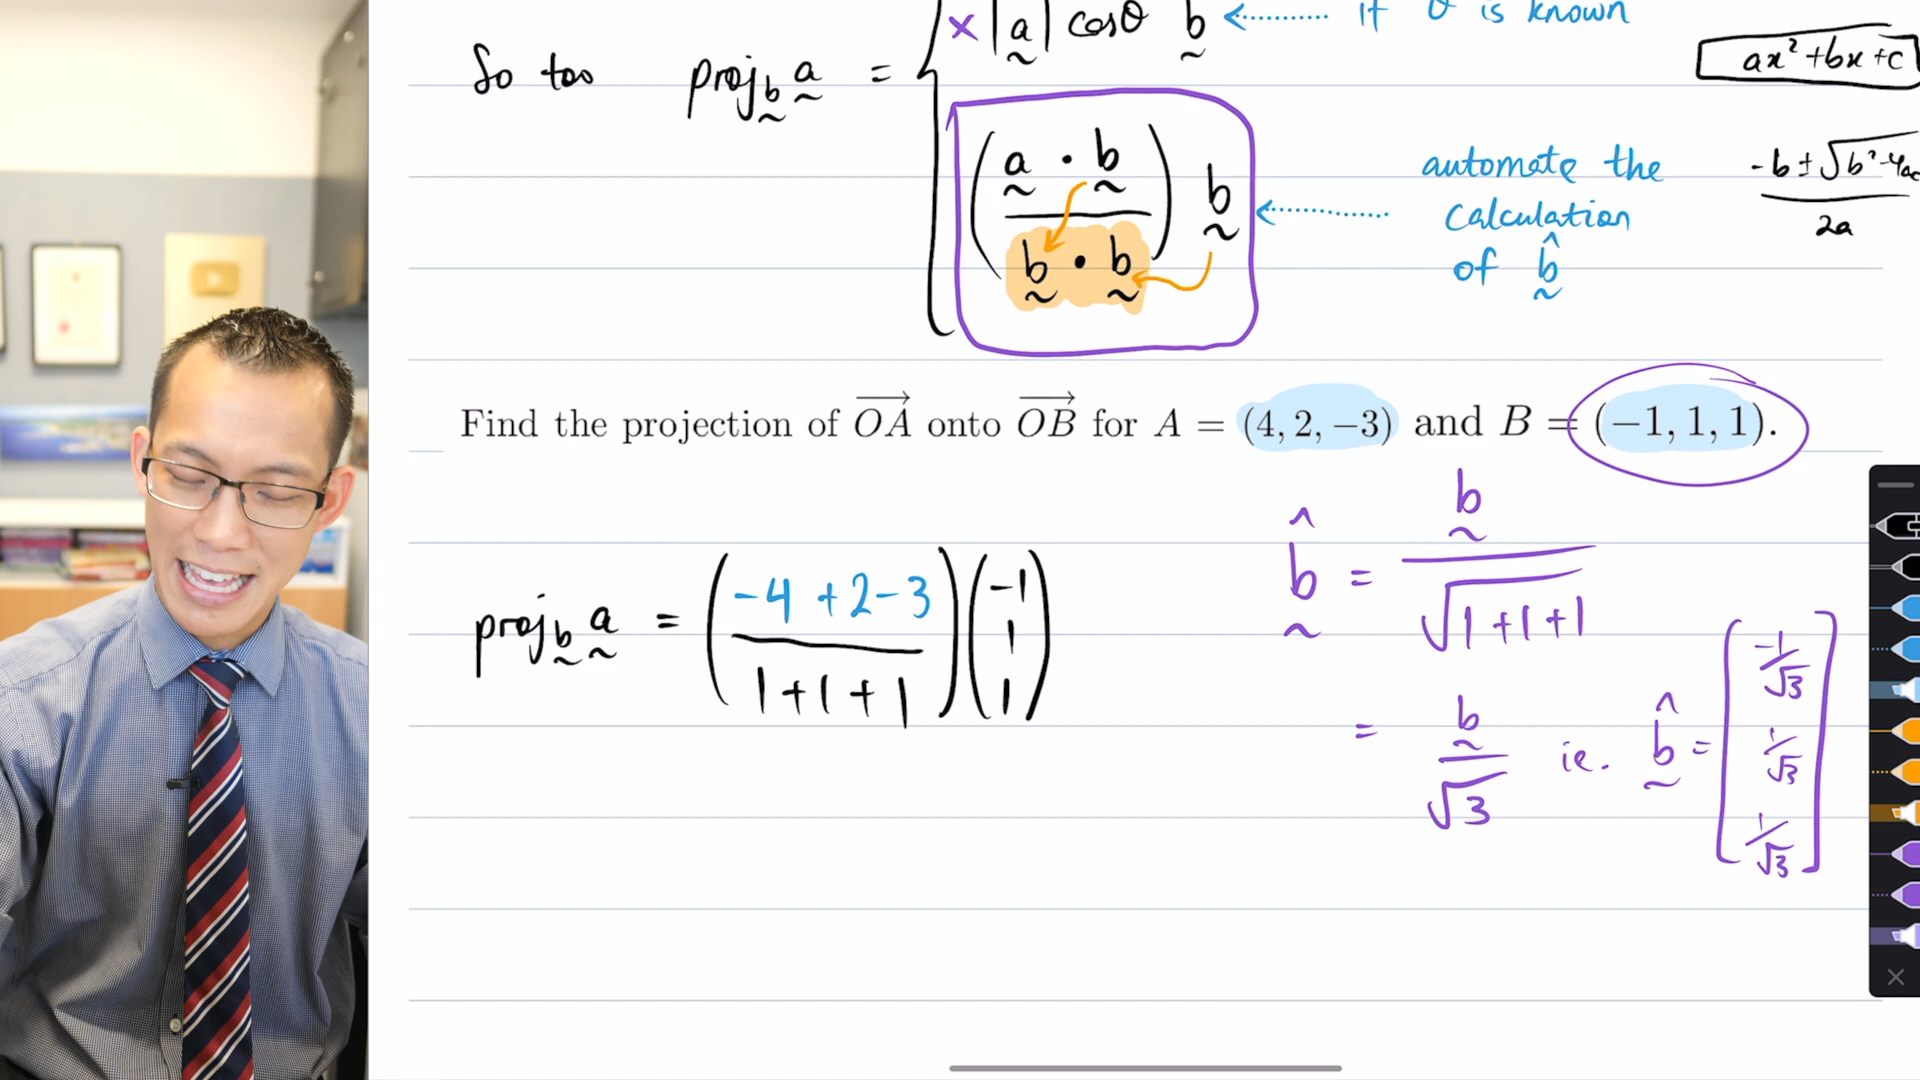 × |a| cosθ b ← if θ is known
So too proj_b a =
ax² + bx + c
(a · b / b · b) b
automate the
calculation
of b̂
-b ± √b² - 4ac
2a
Find the projection of OA onto OB for A = (4, 2, −3) and B = (−1, 1, 1).
proj_b a = (-4 + 2 - 3 / 1 + 1 + 1) (-1 1 1)
b̂ = b / √1 + 1 + 1
= b / √3 ie. b̂ = [-1/√3 1/√3 1/√3]